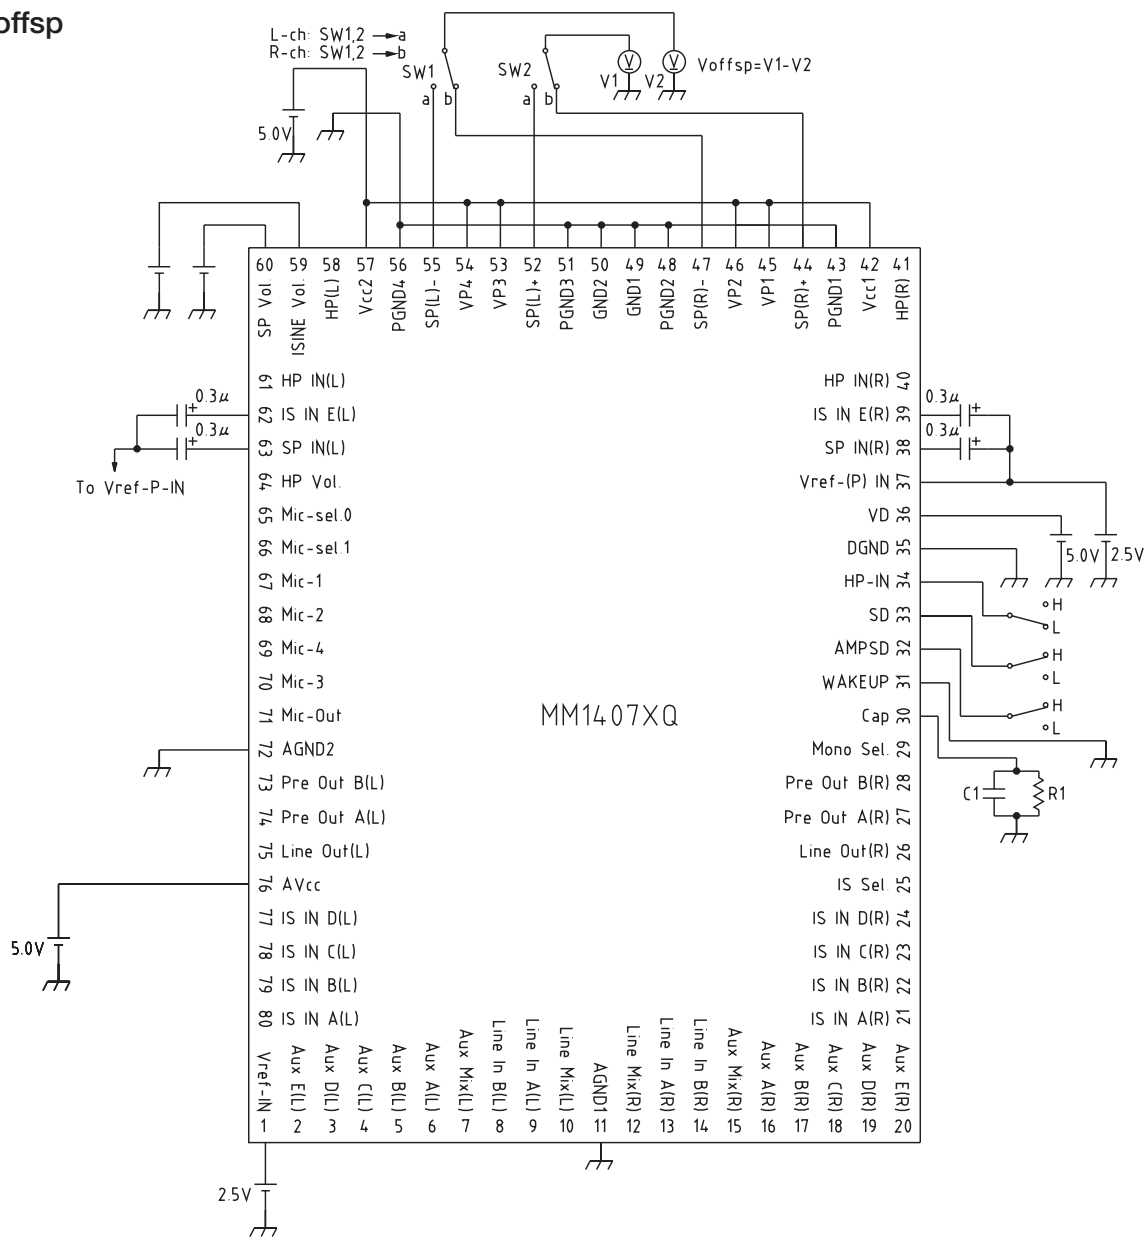 offsp
L-ch: SW1,2 →a
R-ch: SW1,2 →b
SW1
SW2
V
V
V1
V2
Voffsp=V1-V2
a
b
a
b
5.0V
60 59 58 57 56 55 54 53 52 51 50 49 48 47 46 45 44 43 42 41
SP Vol.
ISINE Vol.
HP(L)
Vcc2
PGND4
SP(L)-
VP4
VP3
SP(L)+
PGND3
GND2
GND1
PGND2
SP(R)-
VP2
VP1
SP(R)+
PGND1
Vcc1
HP(R)
61 HP IN(L)
62 IS IN E(L)
63 SP IN(L)
64 HP Vol.
65 Mic-sel.0
66 Mic-sel.1
67 Mic-1
68 Mic-2
69 Mic-4
70 Mic-3
71 Mic-Out
72 AGND2
73 Pre Out B(L)
74 Pre Out A(L)
75 Line Out(L)
76 AVcc
77 IS IN D(L)
78 IS IN C(L)
79 IS IN B(L)
80 IS IN A(L)
0.3μ
+
0.3μ
+
To Vref-P-IN
5.0V
MM1407XQ
HP IN(R) 40
IS IN E(R) 39
SP IN(R) 38
Vref-(P) IN 37
VD 36
DGND 35
HP-IN 34
SD 33
AMPSD 32
WAKEUP 31
Cap 30
Mono Sel. 29
Pre Out B(R) 28
Pre Out A(R) 27
Line Out(R) 26
IS Sel. 25
IS IN D(R) 24
IS IN C(R) 23
IS IN B(R) 22
IS IN A(R) 21
0.3μ
+
0.3μ
+
5.0V
2.5V
H
L
H
L
H
L
C1
R1
Vref-IN
Aux E(L)
Aux D(L)
Aux C(L)
Aux B(L)
Aux A(L)
Aux Mix(L)
Line In B(L)
Line In A(L)
Line Mix(L)
AGND1
Line Mix(R)
Line In A(R)
Line In B(R)
Aux Mix(R)
Aux A(R)
Aux B(R)
Aux C(R)
Aux D(R)
Aux E(R)
1 2 3 4 5 6 7 8 9 10 11 12 13 14 15 16 17 18 19 20
2.5V